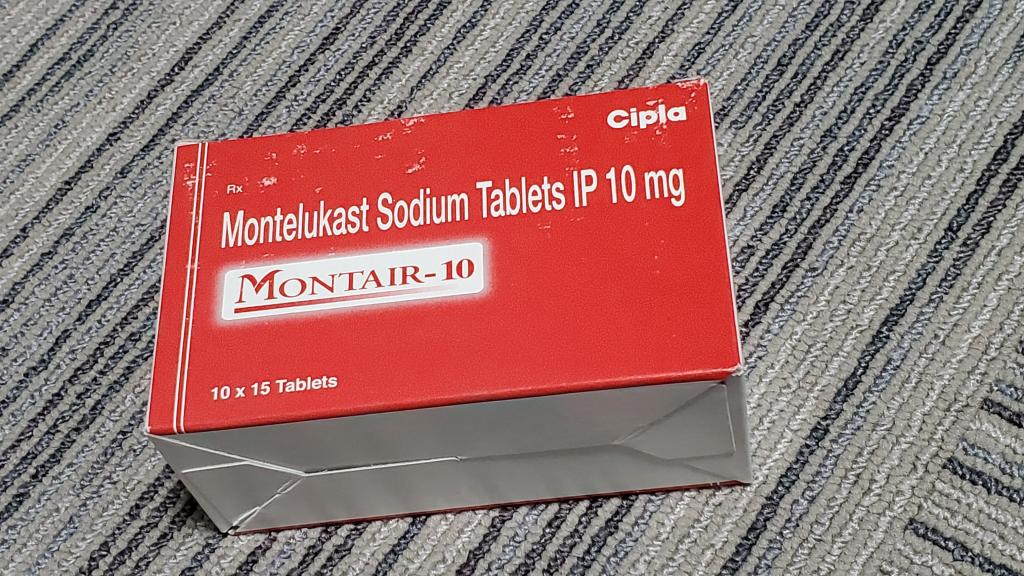 Cipla
Rx
Montelukast Sodium Tablets IP 10 mg
MONTAIR-10
10 x 15 Tablets